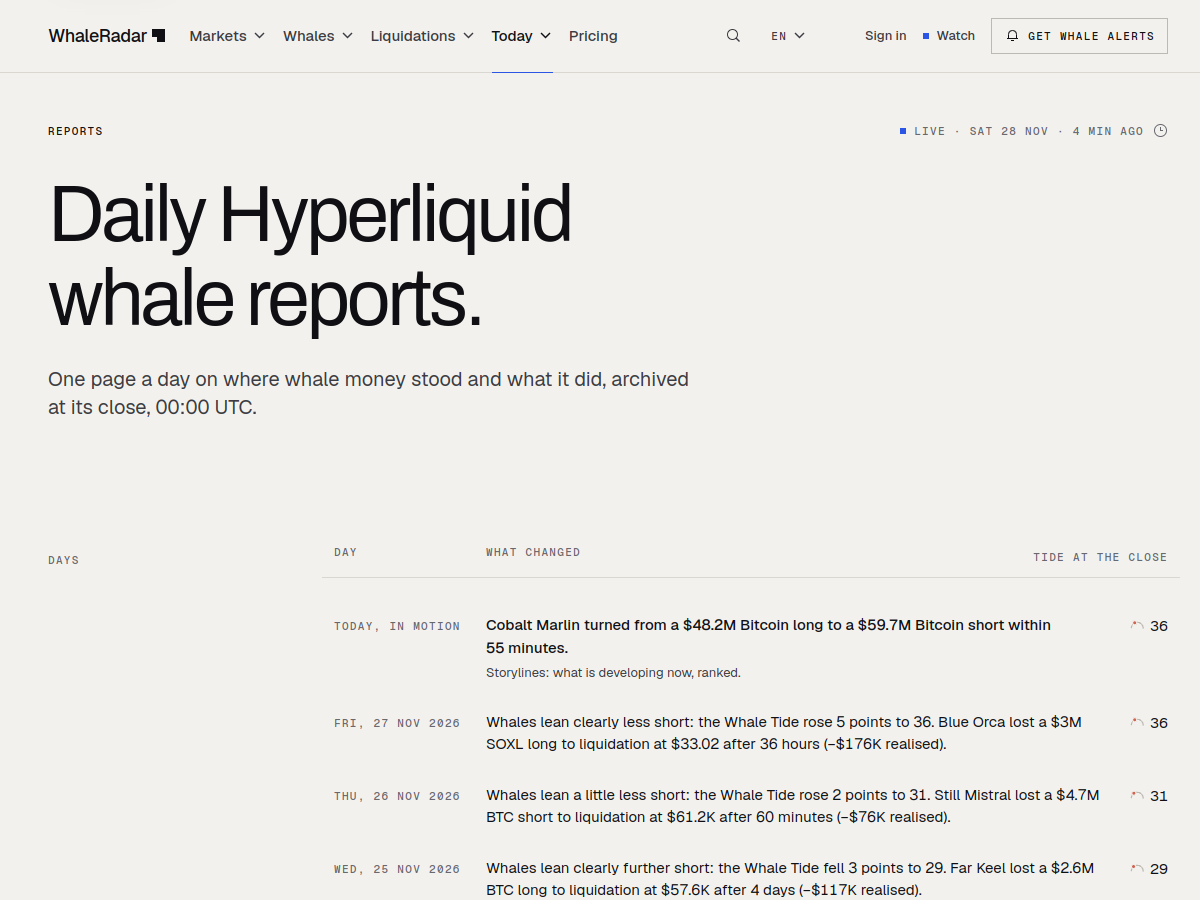 WhaleRadar Markets Whales Liquidations Today Pricing EN Sign in Watch GET WHALE ALERTS
REPORTS
LIVE · SAT 28 NOV · 4 MIN AGO
Daily Hyperliquid
whale reports.
One page a day on where whale money stood and what it did, archived
at its close, 00:00 UTC.
DAYS
DAY WHAT CHANGED TIDE AT THE CLOSE
TODAY, IN MOTION Cobalt Marlin turned from a $48.2M Bitcoin long to a $59.7M Bitcoin short within 36
55 minutes.
Storylines: what is developing now, ranked.
FRI, 27 NOV 2026 Whales lean clearly less short: the Whale Tide rose 5 points to 36. Blue Orca lost a $3M 36
SOXL long to liquidation at $33.02 after 36 hours (−$176K realised).
THU, 26 NOV 2026 Whales lean a little less short: the Whale Tide rose 2 points to 31. Still Mistral lost a $4.7M 31
BTC short to liquidation at $61.2K after 60 minutes (−$76K realised).
WED, 25 NOV 2026 Whales lean clearly further short: the Whale Tide fell 3 points to 29. Far Keel lost a $2.6M 29
BTC long to liquidation at $57.6K after 4 days (−$117K realised).